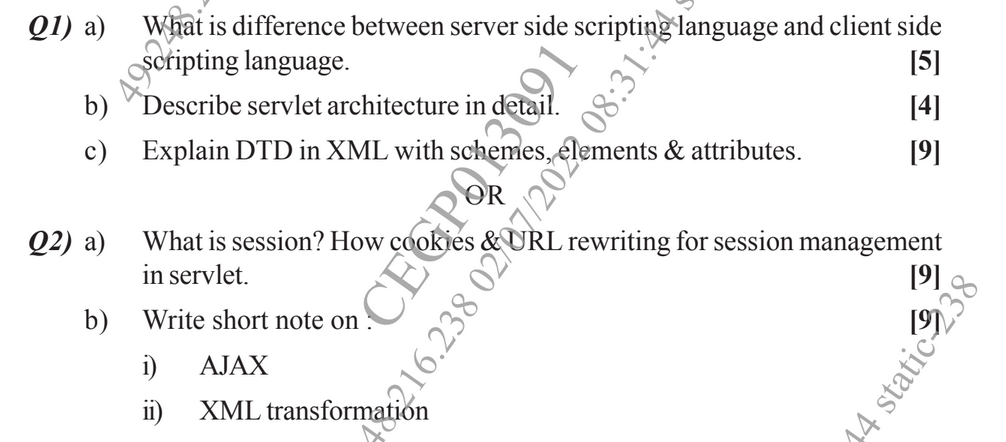 Q1) a) What is difference between server side scripting language and client side
scripting language. [5]
b) Describe servlet architecture in detail. [4]
c) Explain DTD in XML with schemes, elements & attributes. [9]
OR
Q2) a) What is session? How cookies & URL rewriting for session management
in servlet. [9]
b) Write short note on : [9]
i) AJAX
ii) XML transformation
CEGP013091
49.248.
48.216.238 02/07/2022 08:31:44 s
44 static-238